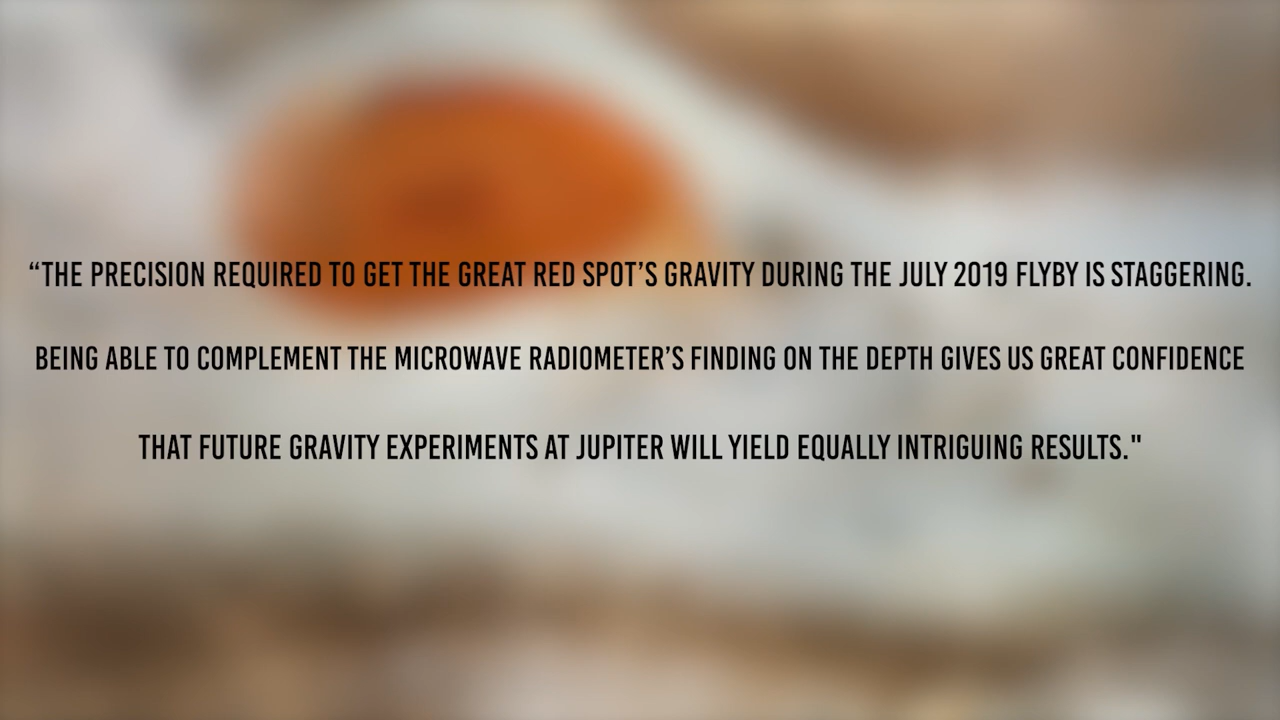 “THE PRECISION REQUIRED TO GET THE GREAT RED SPOT’S GRAVITY DURING THE JULY 2019 FLYBY IS STAGGERING.
BEING ABLE TO COMPLEMENT THE MICROWAVE RADIOMETER’S FINDING ON THE DEPTH GIVES US GREAT CONFIDENCE
THAT FUTURE GRAVITY EXPERIMENTS AT JUPITER WILL YIELD EQUALLY INTRIGUING RESULTS."